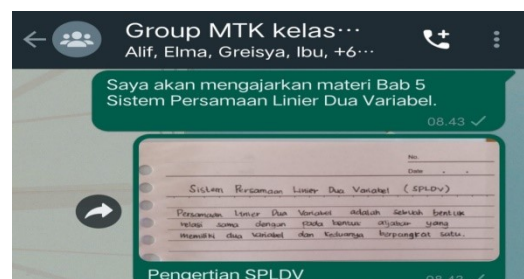 Group MTK kelas...
Alif, Elma, Greisya, Ibu, +6...
Saya akan mengajarkan materi Bab 5
Sistem Persamaan Linier Dua Variabel.
08.43
No.
Date
Sistem Persamaan Linier Dua Variabel (SPLDV)
Persamaan Linier Dua Variabel adalah sebuah bentuk
relasi sama dengan pada bentuk aljabar yang
memiliki dua variabel dan keduanya berpangkat satu.
Pengertian SPLDV
08.43